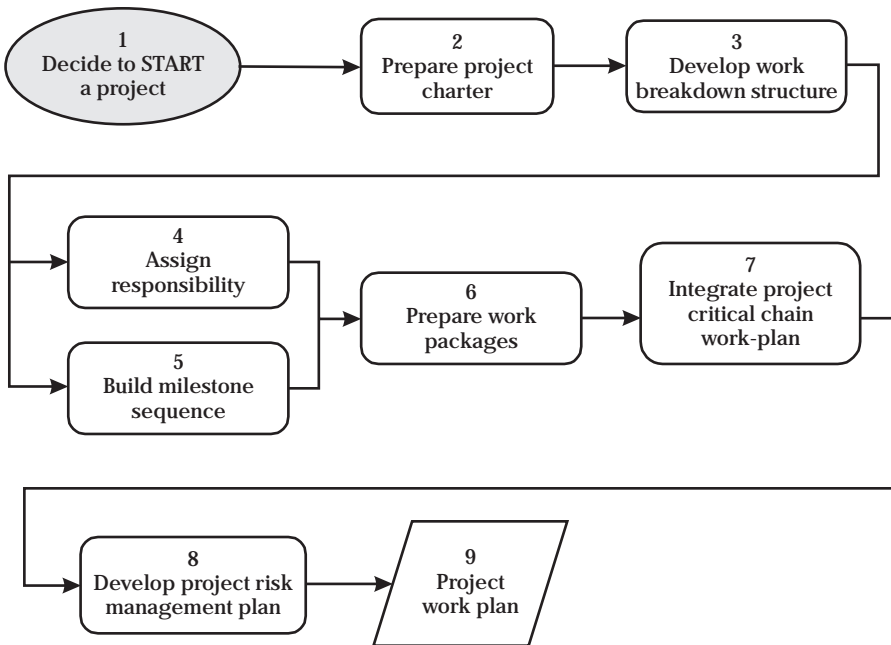 1
Decide to START
a project
2
Prepare project
charter
3
Develop work
breakdown structure
4
Assign
responsibility
5
Build milestone
sequence
6
Prepare work
packages
7
Integrate project
critical chain
work-plan
8
Develop project risk
management plan
9
Project
work plan